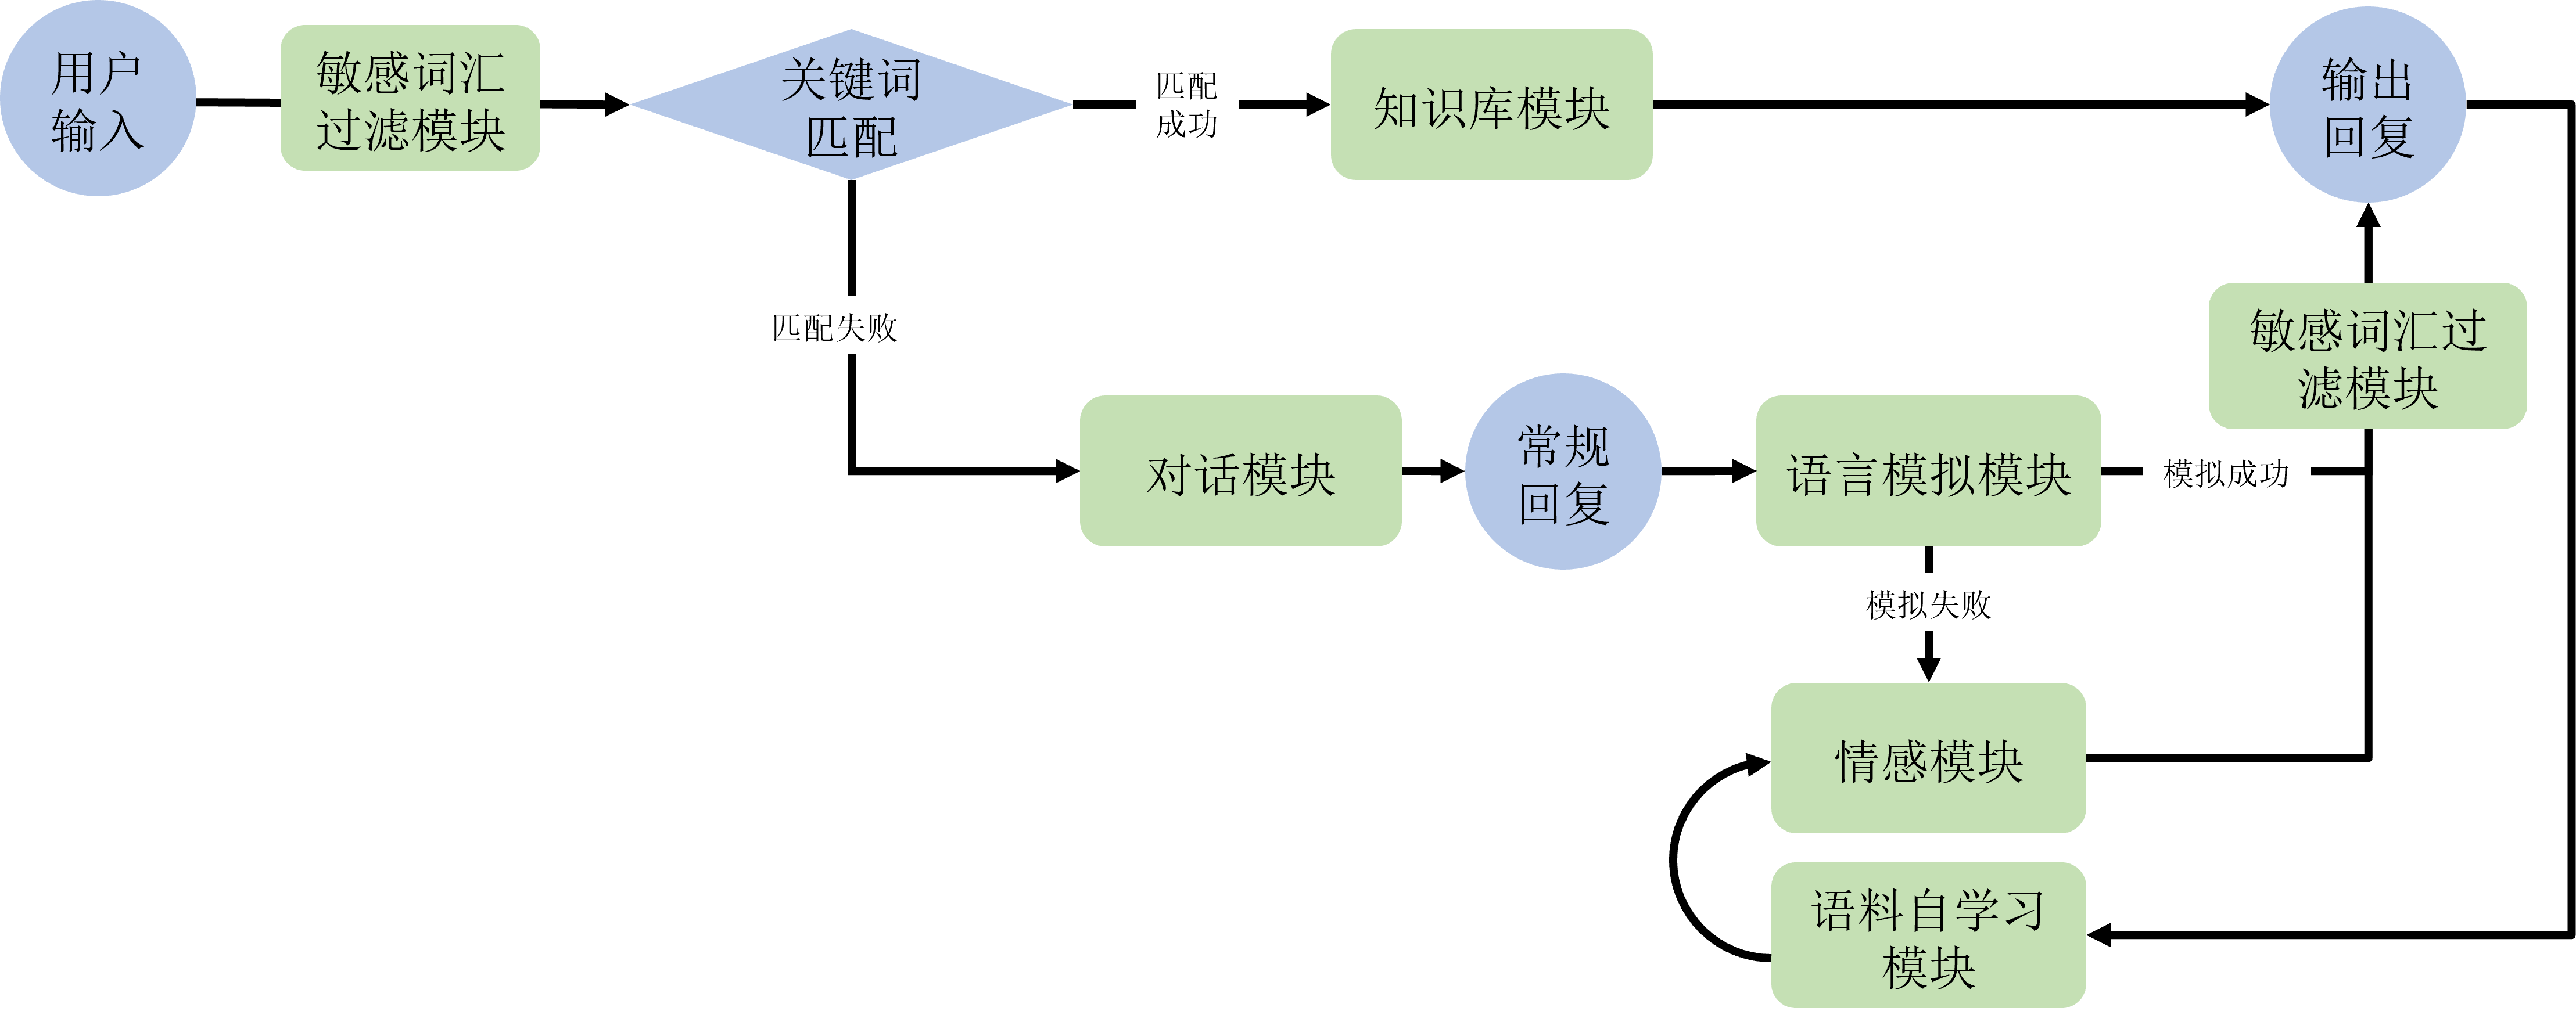 用户
输入
敏感词汇
过滤模块
关键词
匹配
匹配
成功
知识库模块
输出
回复
匹配失败
敏感词汇过
滤模块
对话模块
常规
回复
语言模拟模块
模拟成功
模拟失败
情感模块
语料自学习
模块